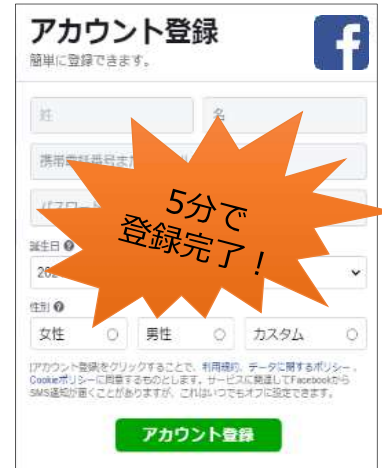 アカウント登録
簡単に登録できます。
姓
名
携帯電話番号また
パスワード
5分で
登録完了！
誕生日
202
性別
女性
男性
カスタム
[アカウント登録]をクリックすることで、利用規約、データに関するポリシー、
Cookieポリシーに同意するものとします。サービスに関連してFacebookから
SMS通知が届くことがありますが、これはいつでもオフに設定できます。
アカウント登録